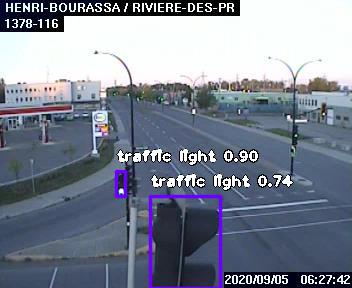 HENRI-BOURASSA / RIVIERE-DES-PR
1378-116
traffic light 0.90
traffic light 0.74
2020/09/05 06:27:42